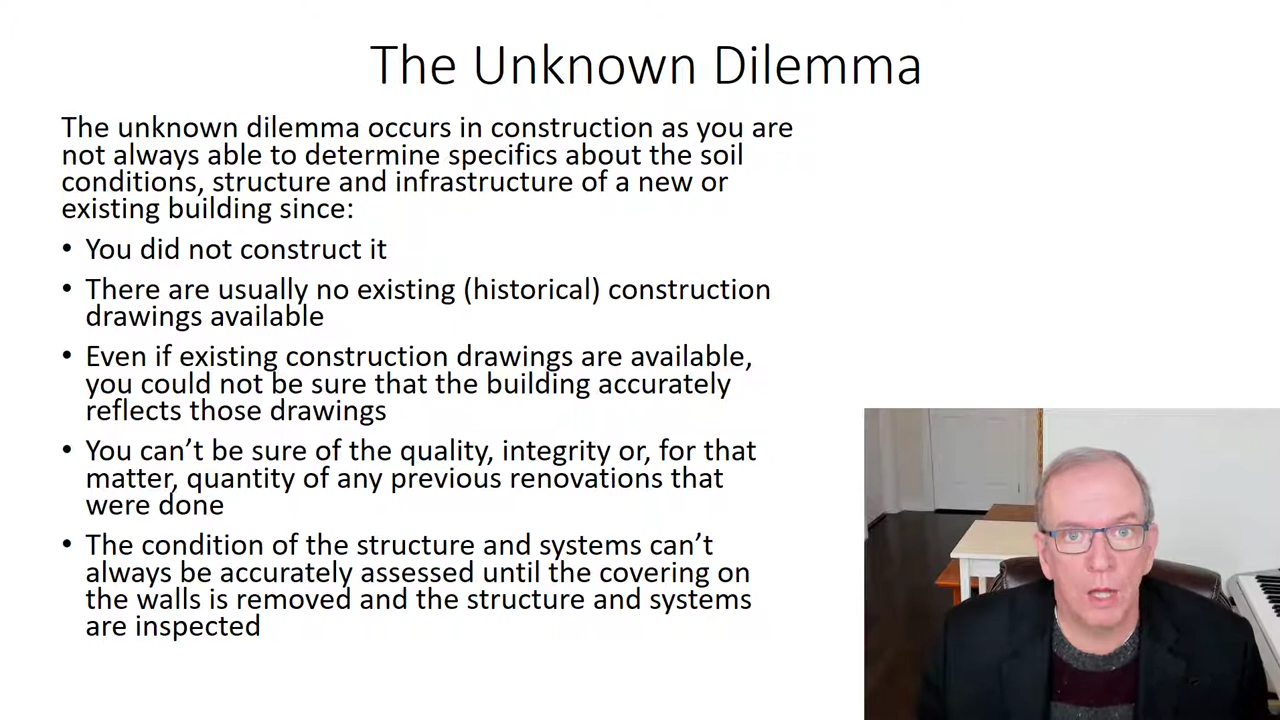 The Unknown Dilemma
The unknown dilemma occurs in construction as you are
not always able to determine specifics about the soil
conditions, structure and infrastructure of a new or
existing building since:
• You did not construct it
• There are usually no existing (historical) construction
drawings available
• Even if existing construction drawings are available,
you could not be sure that the building accurately
reflects those drawings
• You can’t be sure of the quality, integrity or, for that
matter, quantity of any previous renovations that
were done
• The condition of the structure and systems can’t
always be accurately assessed until the covering on
the walls is removed and the structure and systems
are inspected